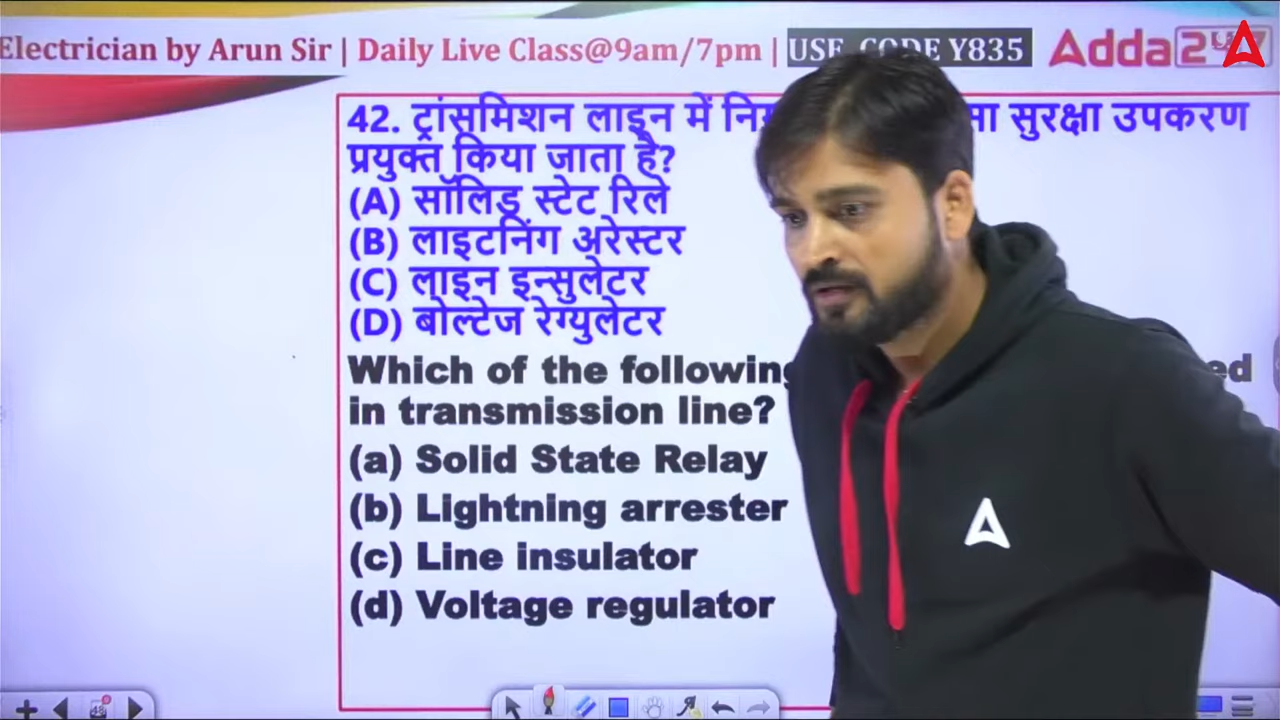 Electrician by Arun Sir | Daily Live Class@9am/7pm | USE CODE Y835
Adda
42. ट्रांसमिशन लाइन में सुरक्षा उपकरण
प्रयुक्त किया जाता है?
(A) सॉलिड स्टेट रिले
(B) लाइटनिंग अरेस्टर
(C) लाइन इन्सुलेटर
(D) बोल्टेज रेग्युलेटर
Which of the following
in transmission line?
(a) Solid State Relay
(b) Lightning arrester
(c) Line insulator
(d) Voltage regulator
48